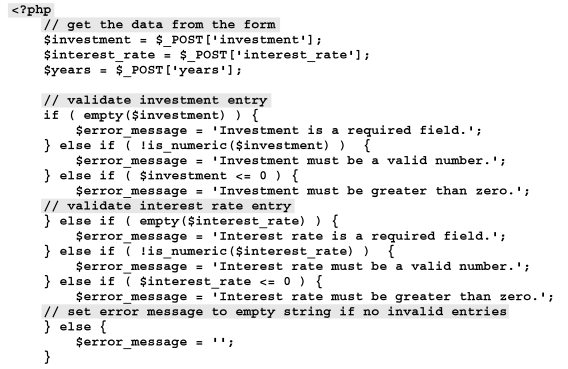 <?php
// get the data from the form
$investment = $_POST['investment'];
$interest_rate = $_POST['interest_rate'];
$years = $_POST['years'];
// validate investment entry
if ( empty($investment) ) {
$error_message = 'Investment is a required field.';
} else if ( !is_numeric($investment) )  {
$error_message = 'Investment must be a valid number.';
} else if ( $investment <= 0 ) {
$error_message = 'Investment must be greater than zero.';
// validate interest rate entry
} else if ( empty($interest_rate) ) {
$error_message = 'Interest rate is a required field.';
} else if ( !is_numeric($interest_rate) )  {
$error_message = 'Interest rate must be a valid number.';
} else if ( $interest_rate <= 0 ) {
$error_message = 'Interest rate must be greater than zero.';
// set error message to empty string if no invalid entries
} else {
$error_message = '';
}